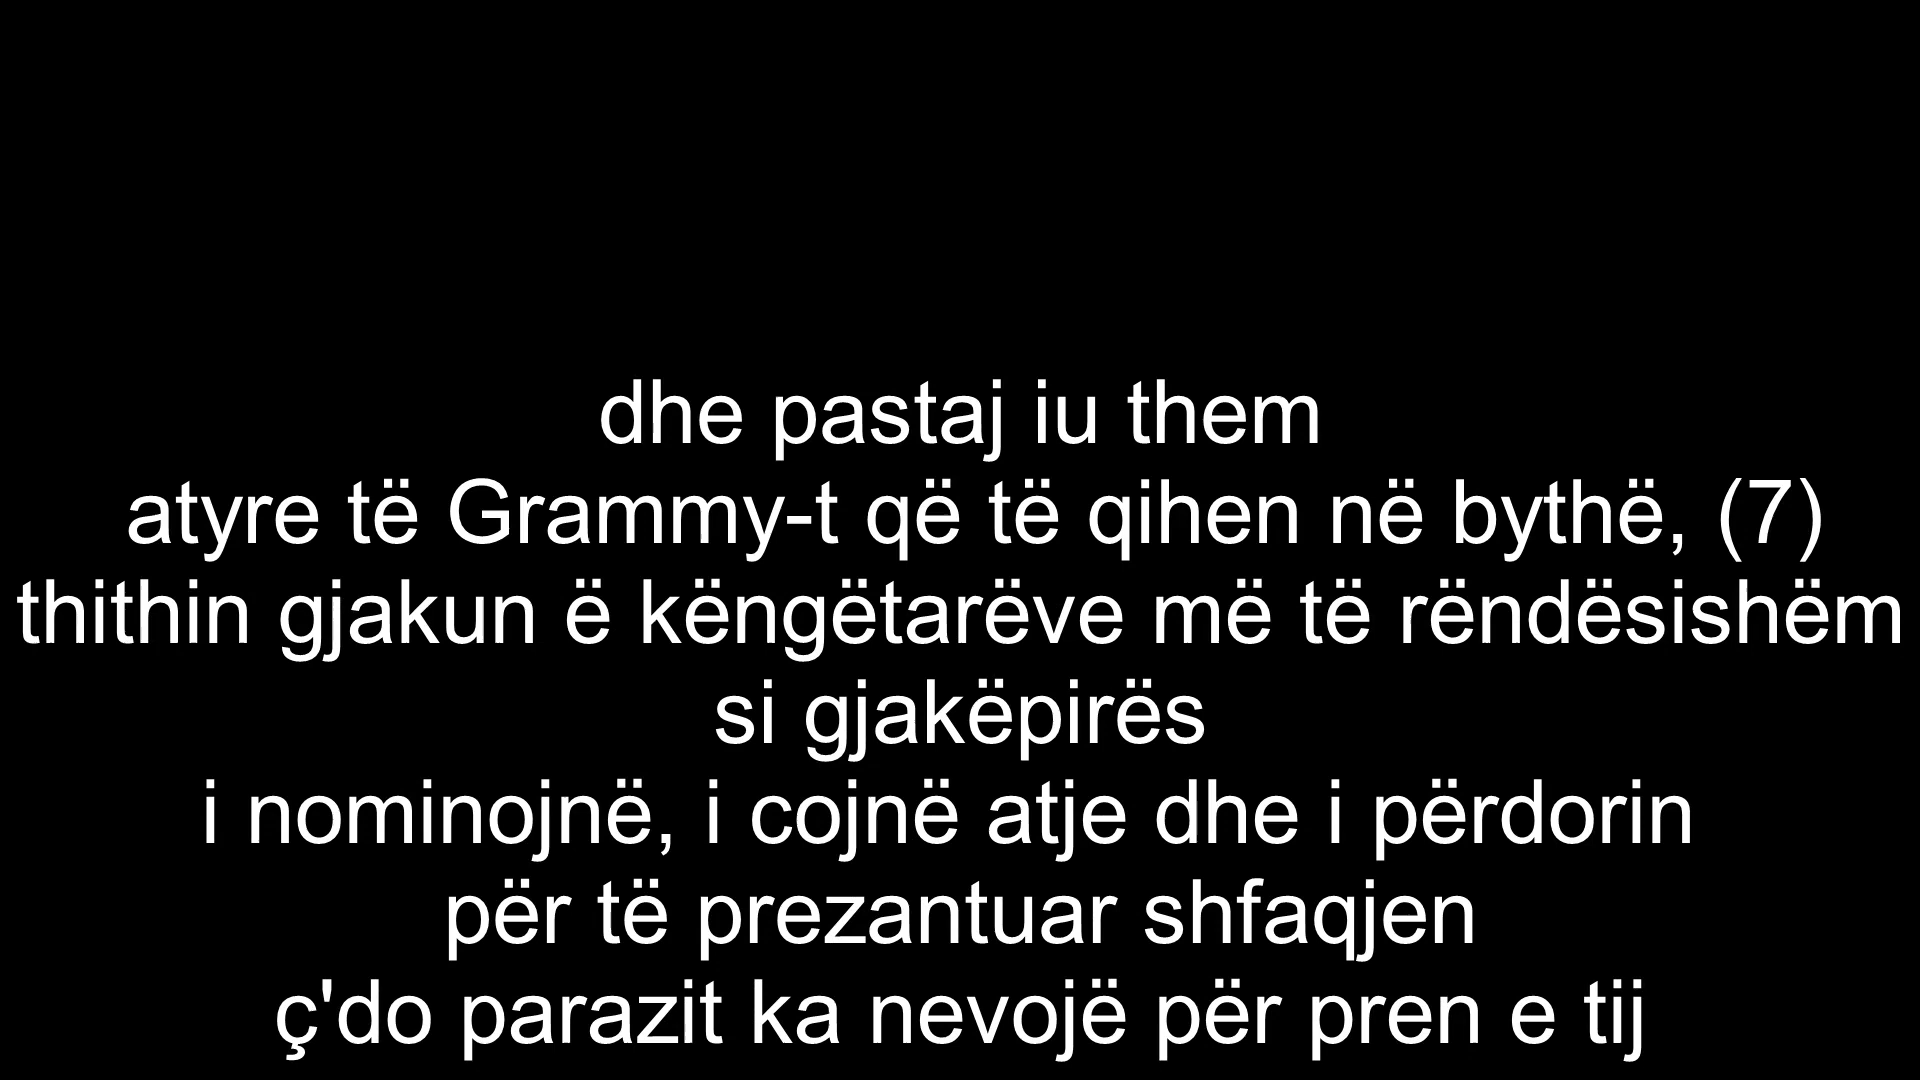 dhe pastaj iu them
atyre të Grammy-t që të qihen në bythë, (7)
thithin gjakun ë këngëtarëve më të rëndësishëm
si gjakëpirës
i nominojnë, i cojnë atje dhe i përdorin
për të prezantuar shfaqjen
ç'do parazit ka nevojë për pren e tij